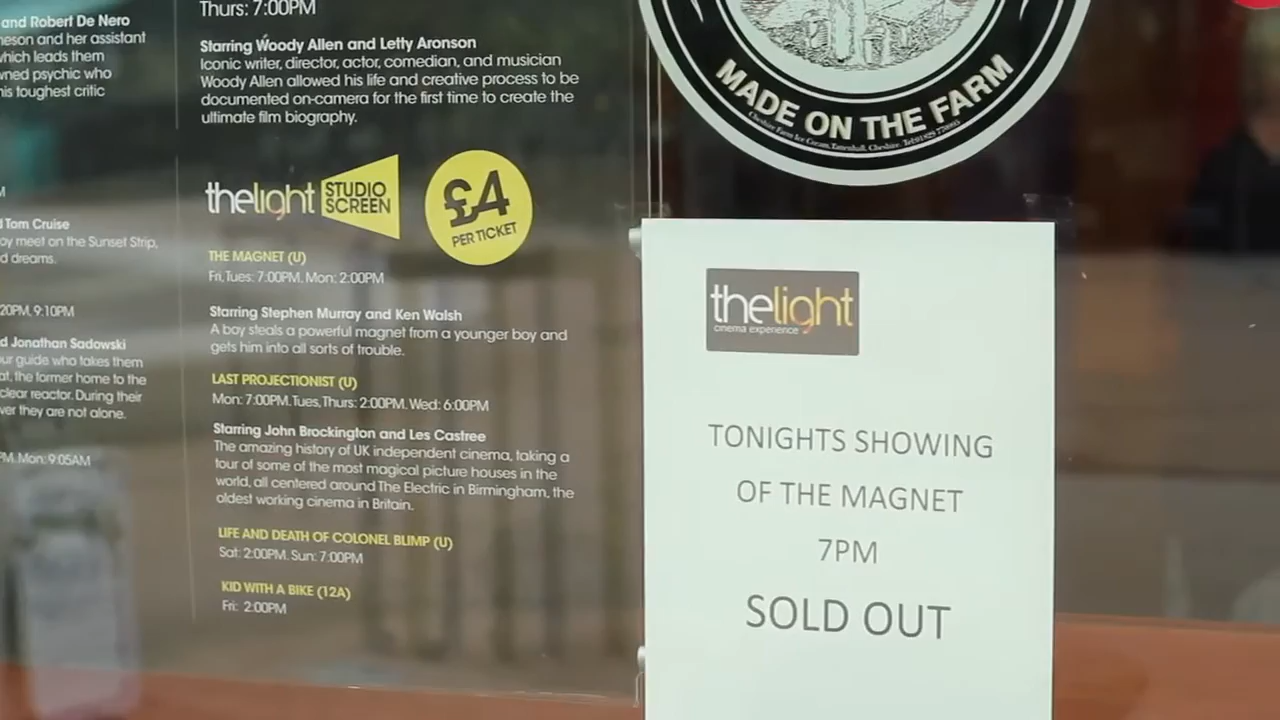 and Robert De Nero
and her assistant
which leads them
psychic who
his toughest critic
Tom Cruise
meet on the Sunset Strip,
dreams.
9:10PM
Jonathan Sadowski
guide who takes them
the former home to the
reactor. During their
they are not alone.
Mon: 9:05AM
Thurs: 7:00PM
Starring Woody Allen and Letty Aronson
Iconic writer, director, actor, comedian, and musician
Woody Allen allowed his life and creative process to be
documented on-camera for the first time to create the
ultimate film biography.
thelight STUDIO
SCREEN
£4
PER TICKET
THE MAGNET (U)
Fri, Tues: 7:00PM, Mon: 2:00PM
Starring Stephen Murray and Ken Walsh
A boy steals a powerful magnet from a younger boy and
gets him into all sorts of trouble.
LAST PROJECTIONIST (U)
Mon: 7:00PM. Tues, Thurs: 2:00PM. Wed: 6:00PM
Starring John Brockington and Les Castree
The amazing history of UK independent cinema, taking a
tour of some of the most magical picture houses in the
world, all centered around The Electric in Birmingham, the
oldest working cinema in Britain.
LIFE AND DEATH OF COLONEL BLIMP (U)
Sat: 2:00PM. Sun: 7:00PM
KID WITH A BIKE (12A)
Fri: 2:00PM
MADE ON THE FARM
Cheshire Farm Ice Cream, Tattenhall, Cheshire.
thelight
cinema experience
TONIGHTS SHOWING
OF THE MAGNET
7PM
SOLD OUT